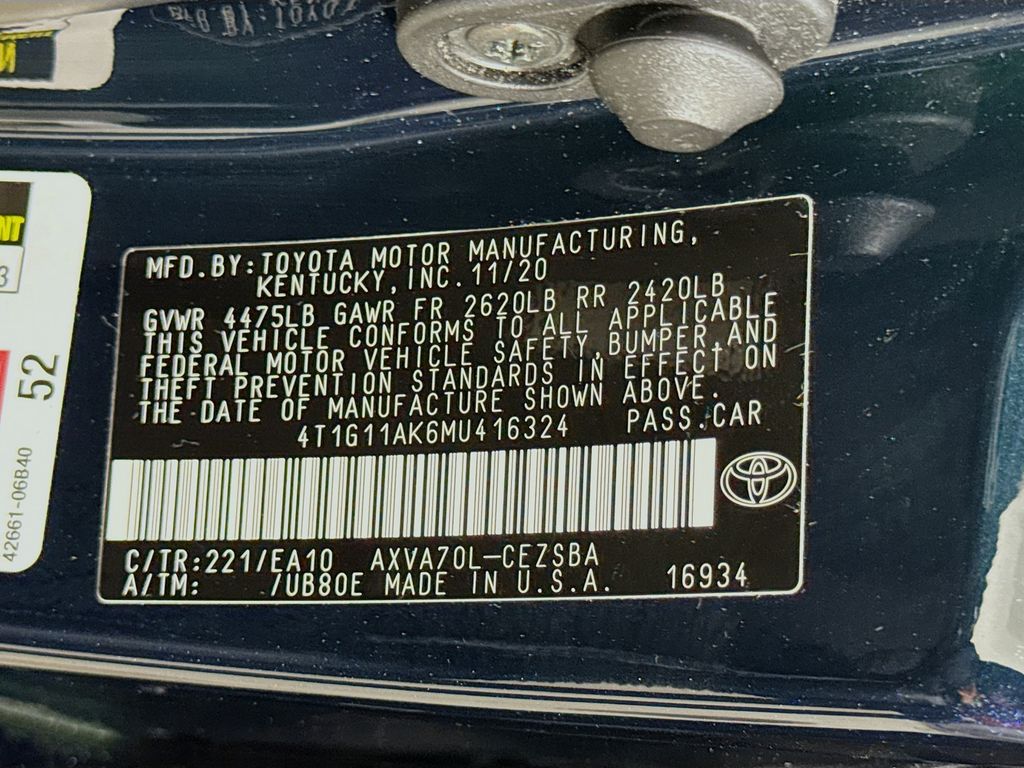 MFD.BY:TOYOTA MOTOR MANUFACTURING,
KENTUCKY, INC. 11/20
GVWR 4475LB GAWR FR 2620LB RR 2420LB
THIS VEHICLE CONFORMS TO ALL APPLICABLE
FEDERAL MOTOR VEHICLE SAFETY,BUMPER,AND
THEFT PREVENTION STANDARDS IN EFFECT ON
THE DATE OF MANUFACTURE SHOWN ABOVE.
4T1G11AK6MU416324 PASS.CAR
C/TR:221/EA10 AXVA70L-CEZSBA
A/TM: /UB80E MADE IN U.S.A. 16934
NT
3
52
42661-06B40